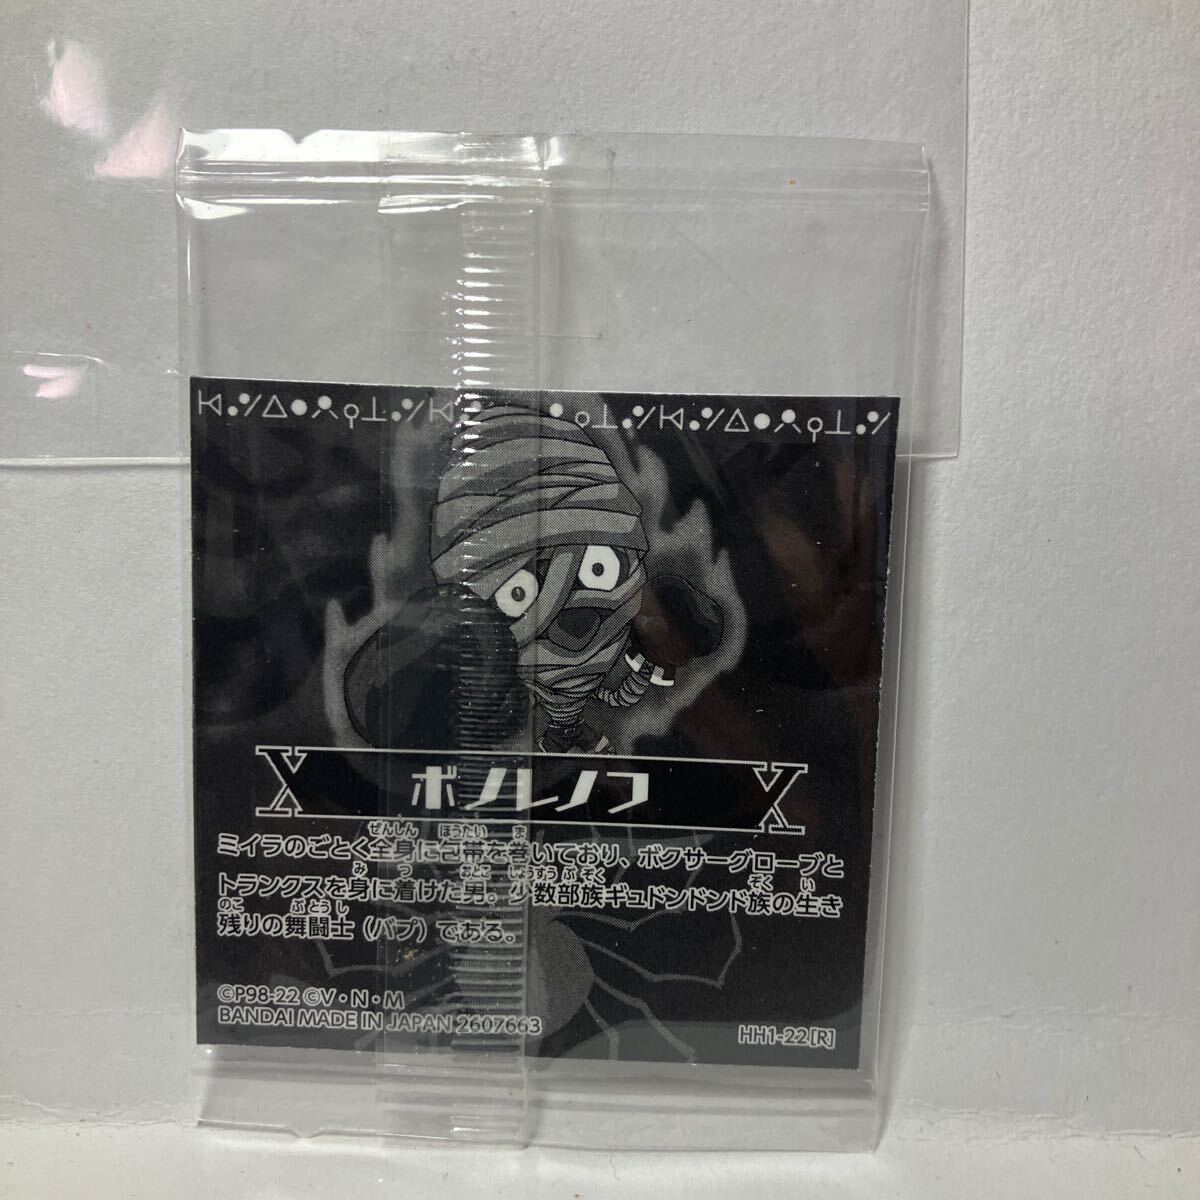 X ボノレノフ X
ミイラのごとく全身に包帯を巻いており、ボクサーグローブと
トランクスを身に着けた男。少数部族ギュドンドンド族の生き
残りの舞闘士（バプ）である。
©P98-22 ©V・N・M
BANDAI MADE IN JAPAN 2607663
HH1-22[R]